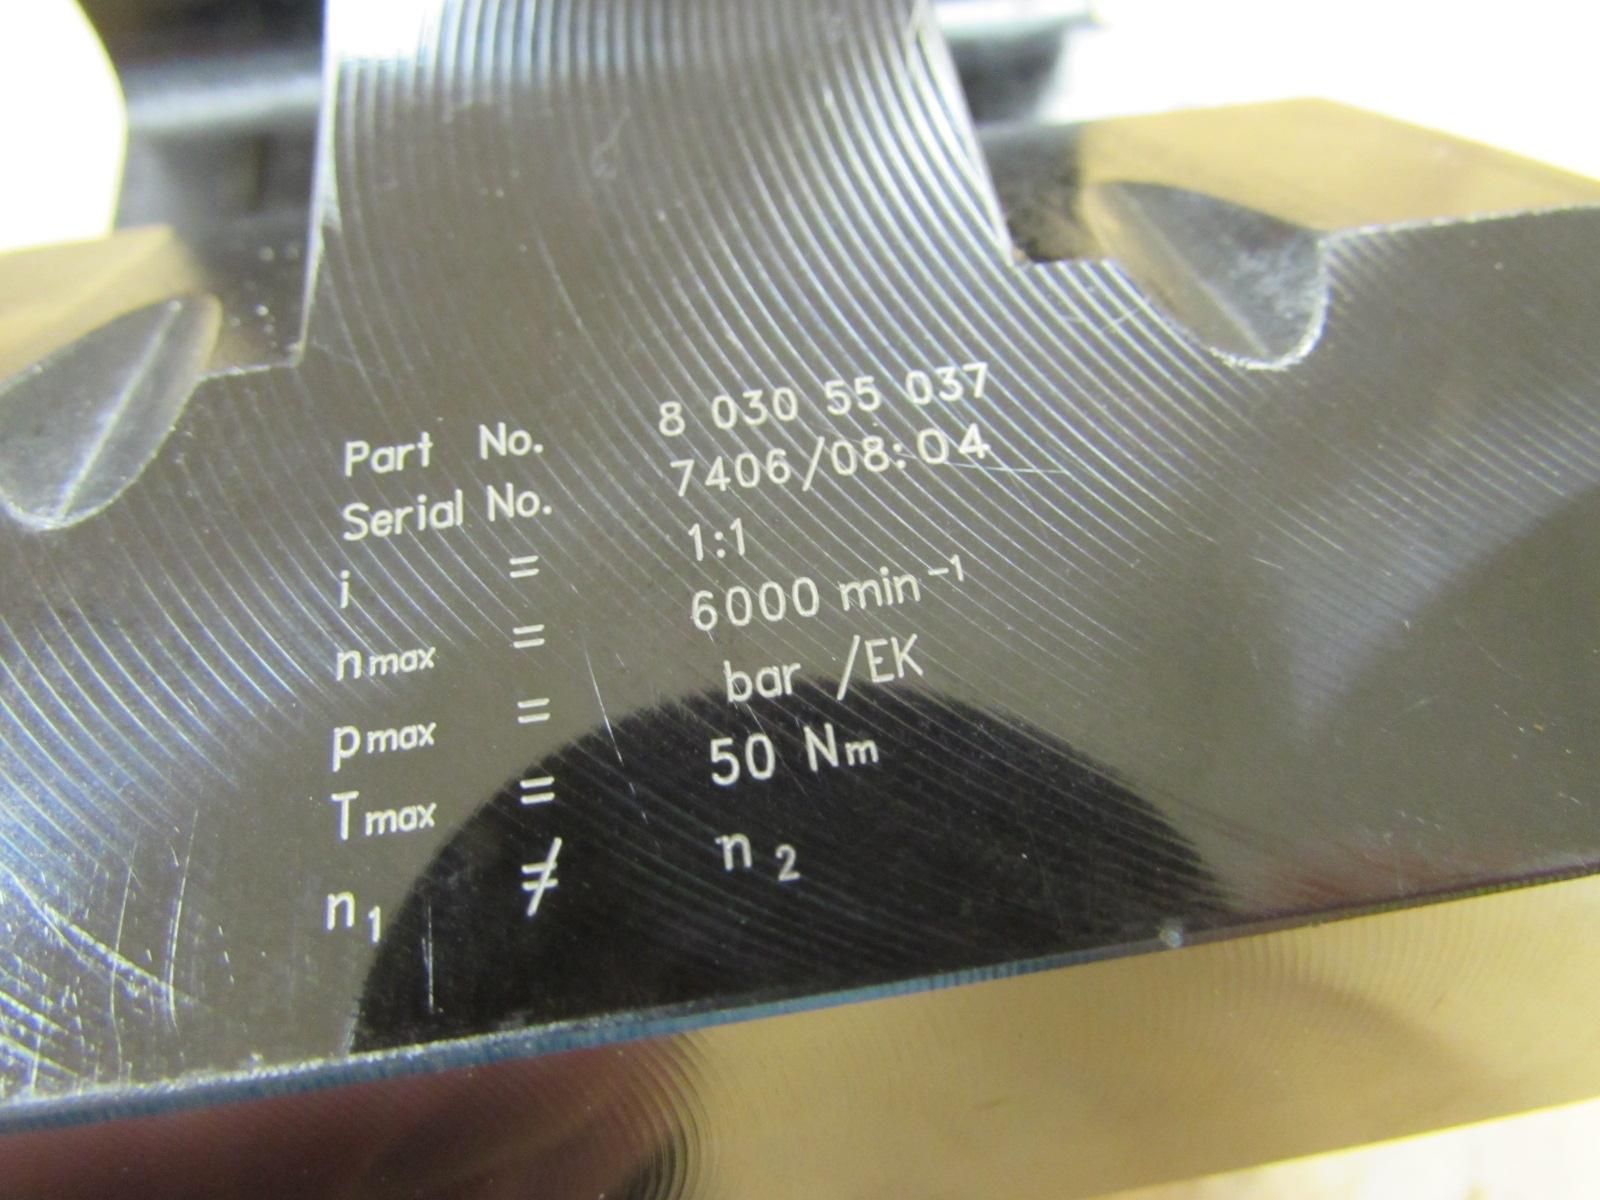 Part No. 8 030 55 037
Serial No. 7406/08:04
i = 1:1
nmax = 6000 min⁻¹
pmax = bar /EK
Tmax = 50 Nm
n₁ ≠ n₂